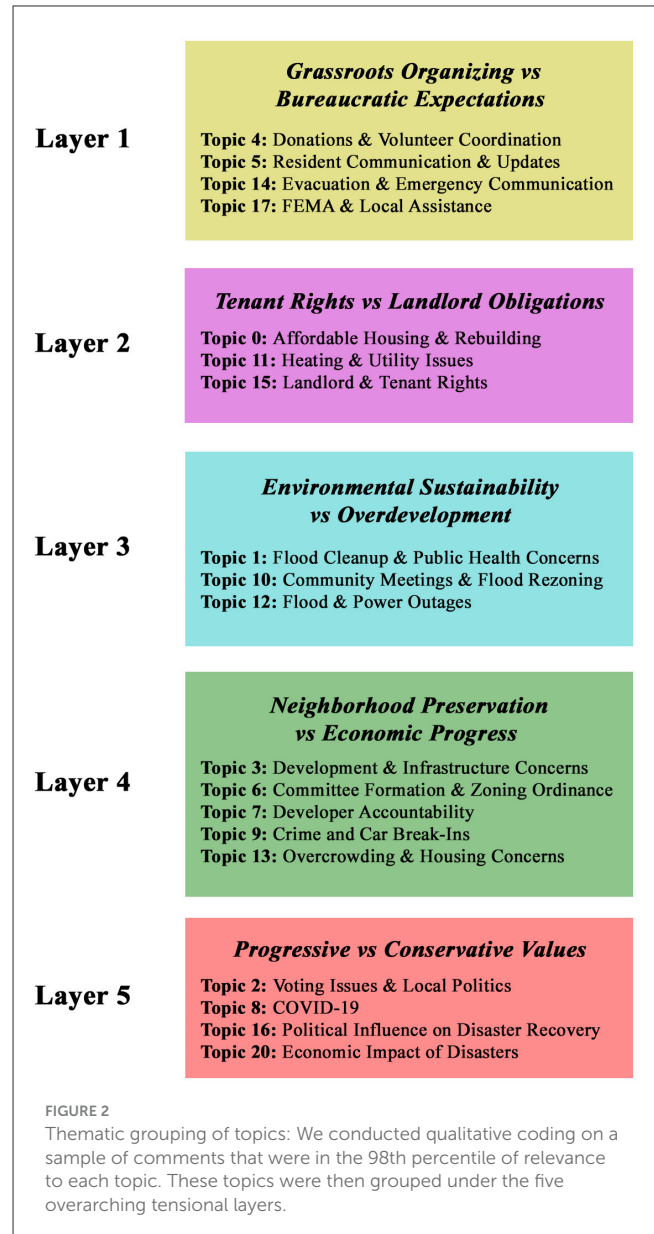 Layer 1
Grassroots Organizing vs
Bureaucratic Expectations
Topic 4: Donations & Volunteer Coordination
Topic 5: Resident Communication & Updates
Topic 14: Evacuation & Emergency Communication
Topic 17: FEMA & Local Assistance
Layer 2
Tenant Rights vs Landlord Obligations
Topic 0: Affordable Housing & Rebuilding
Topic 11: Heating & Utility Issues
Topic 15: Landlord & Tenant Rights
Layer 3
Environmental Sustainability
vs Overdevelopment
Topic 1: Flood Cleanup & Public Health Concerns
Topic 10: Community Meetings & Flood Rezoning
Topic 12: Flood & Power Outages
Layer 4
Neighborhood Preservation
vs Economic Progress
Topic 3: Development & Infrastructure Concerns
Topic 6: Committee Formation & Zoning Ordinance
Topic 7: Developer Accountability
Topic 9: Crime and Car Break-Ins
Topic 13: Overcrowding & Housing Concerns
Layer 5
Progressive vs Conservative Values
Topic 2: Voting Issues & Local Politics
Topic 8: COVID-19
Topic 16: Political Influence on Disaster Recovery
Topic 20: Economic Impact of Disasters
FIGURE 2
Thematic grouping of topics: We conducted qualitative coding on a
sample of comments that were in the 98th percentile of relevance
to each topic. These topics were then grouped under the five
overarching tensional layers.